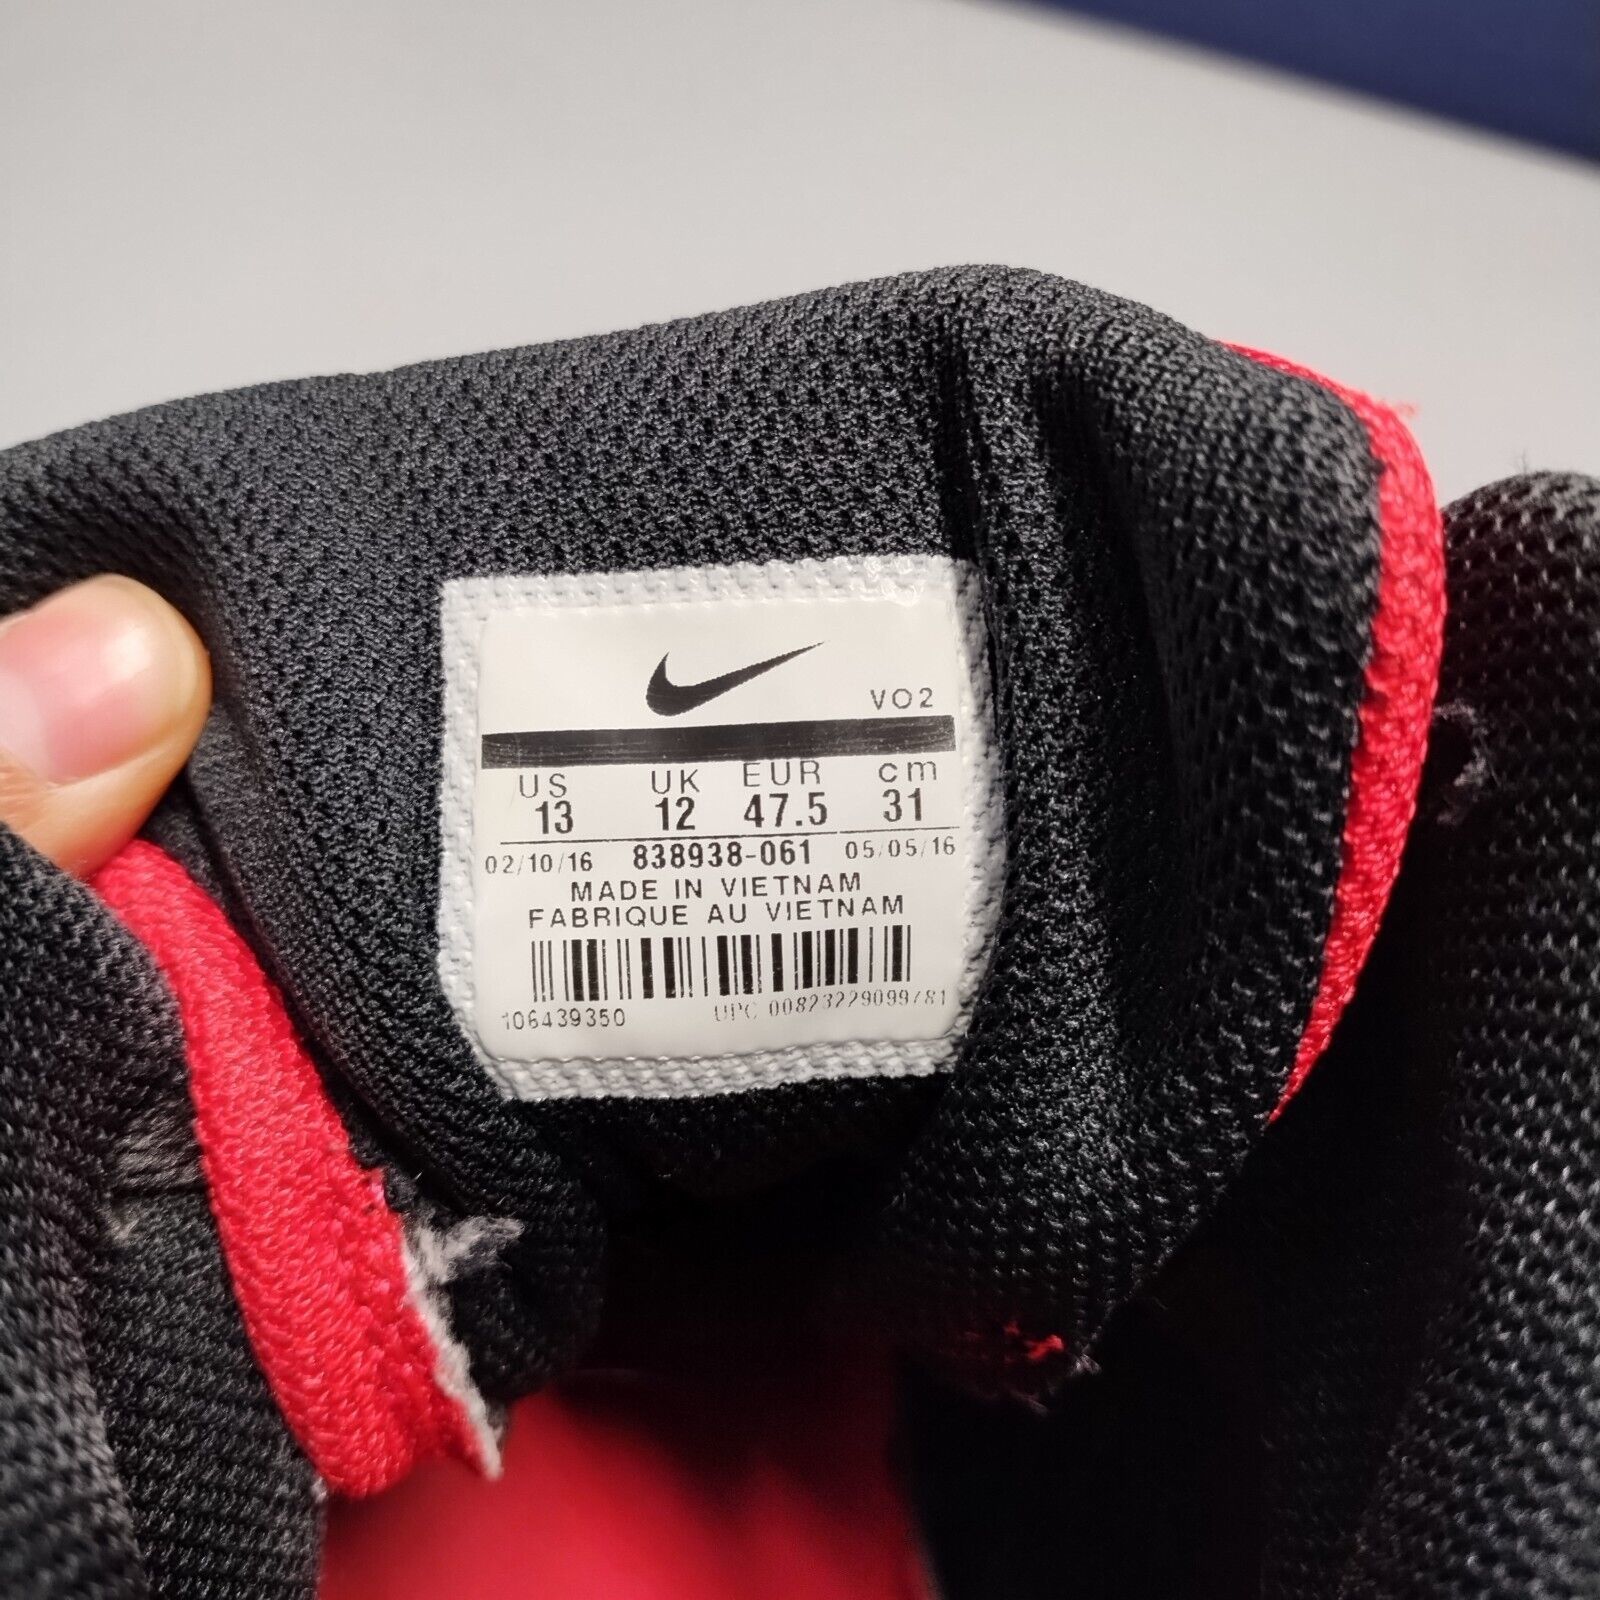 VO2
US UK EUR cm
13 12 47.5 31
02/10/16 838938-061 05/05/16
MADE IN VIETNAM
FABRIQUE AU VIETNAM
106439350 UPC 00823229099781